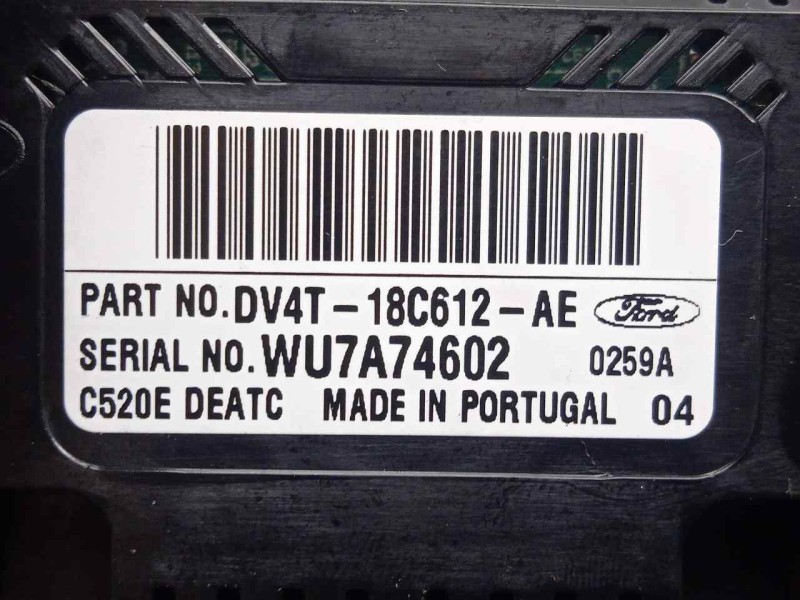 PART NO.DV4T-18C612-AE Ford
SERIAL NO.WU7A74602 0259A
C520E DEATC MADE IN PORTUGAL 04